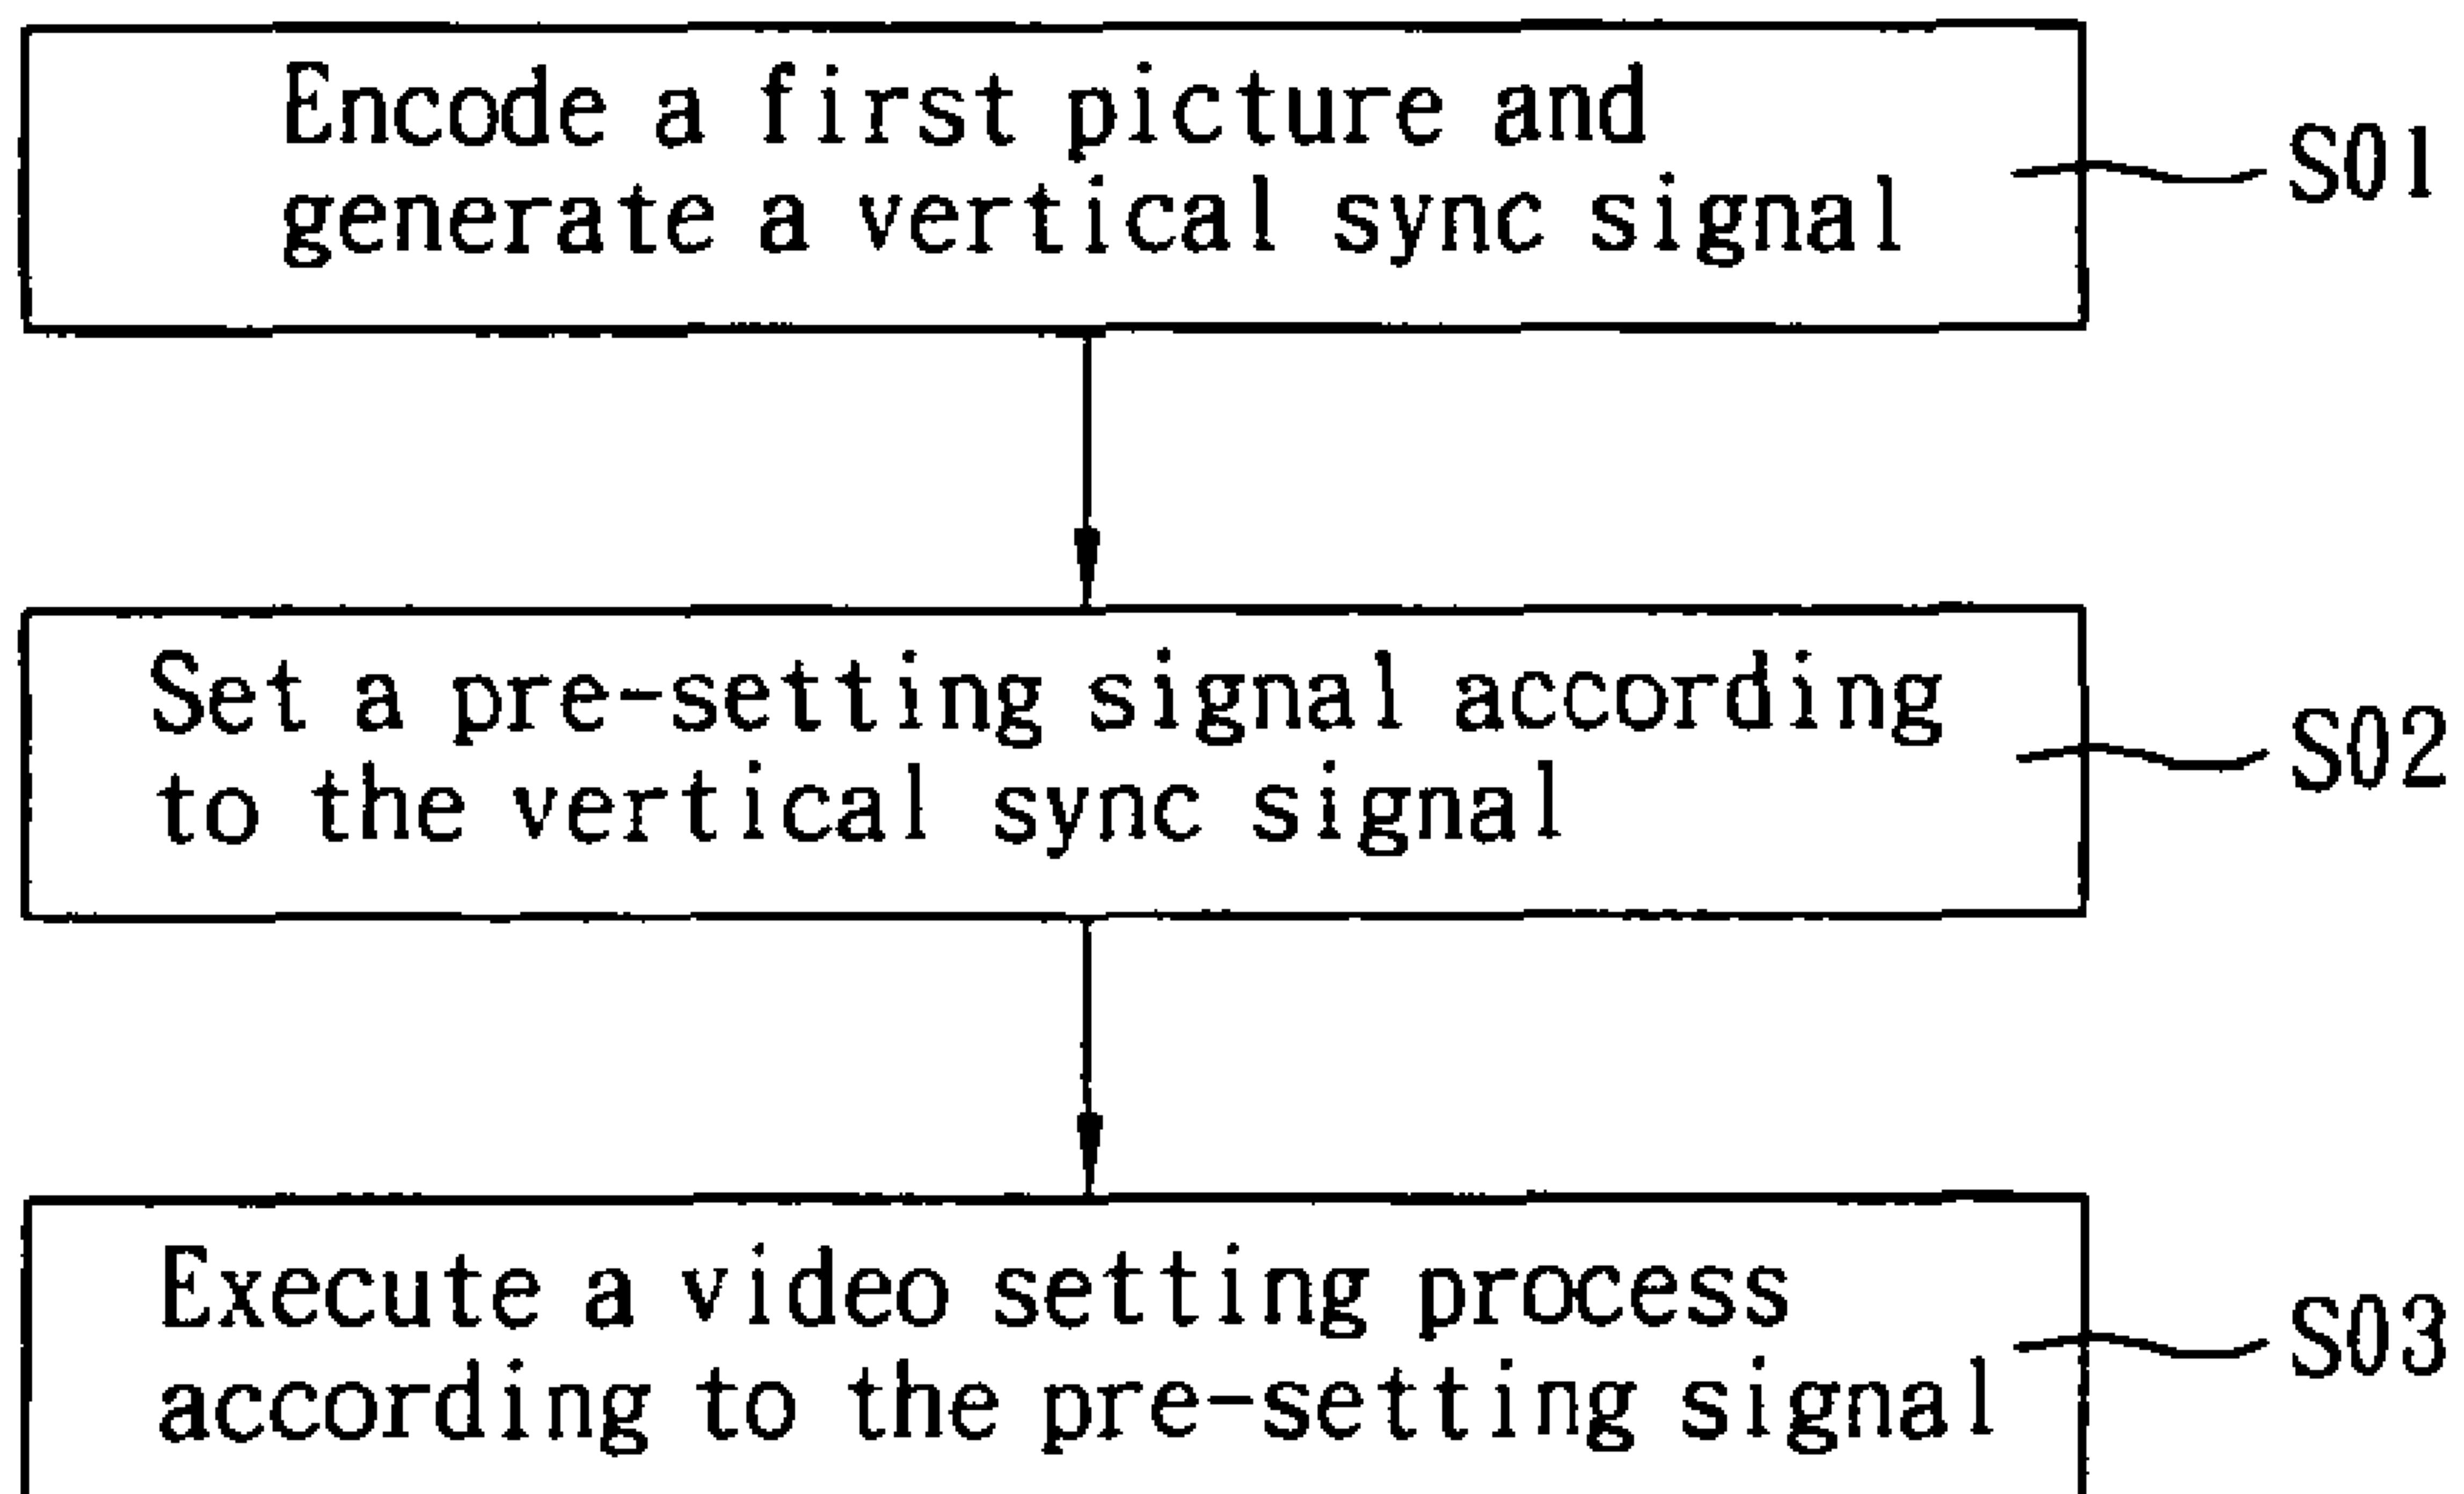 Encode a first picture and
generate a vertical sync signal
S01
Set a pre-setting signal according
to the vertical sync signal
S02
Execute a video setting process
according to the pre-setting signal
S03